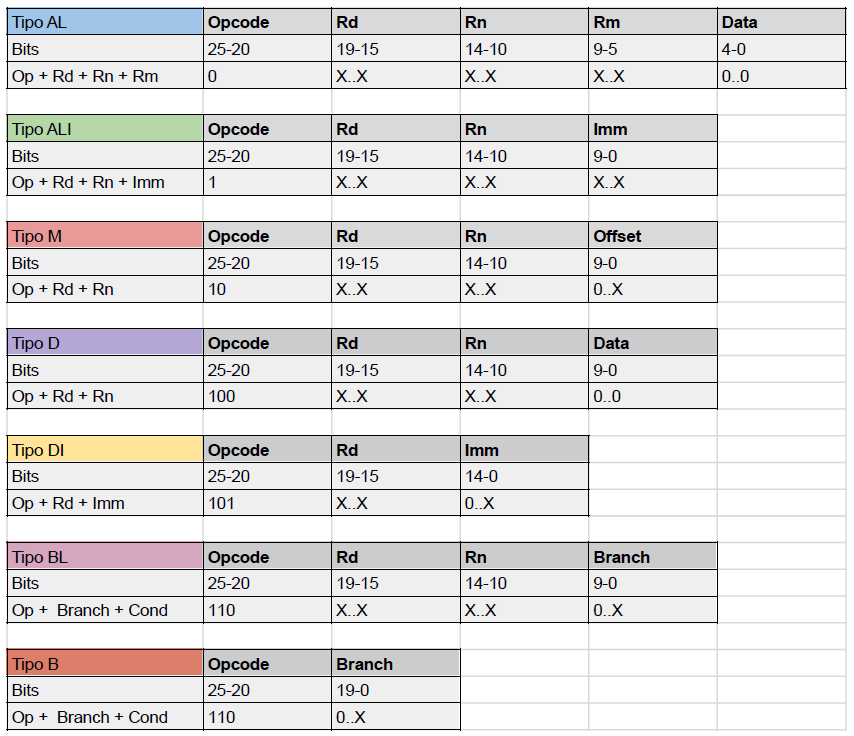 Tipo AL Opcode Rd Rn Rm Data
Bits 25-20 19-15 14-10 9-5 4-0
Op + Rd + Rn + Rm 0 X..X X..X X..X 0..0
Tipo ALI Opcode Rd Rn Imm
Bits 25-20 19-15 14-10 9-0
Op + Rd + Rn + Imm 1 X..X X..X X..X
Tipo M Opcode Rd Rn Offset
Bits 25-20 19-15 14-10 9-0
Op + Rd + Rn 10 X..X X..X 0..X
Tipo D Opcode Rd Rn Data
Bits 25-20 19-15 14-10 9-0
Op + Rd + Rn 100 X..X X..X 0..0
Tipo DI Opcode Rd Imm
Bits 25-20 19-15 14-0
Op + Rd + Imm 101 X..X 0..X
Tipo BL Opcode Rd Rn Branch
Bits 25-20 19-15 14-10 9-0
Op + Branch + Cond 110 X..X X..X 0..X
Tipo B Opcode Branch
Bits 25-20 19-0
Op + Branch + Cond 110 0..X